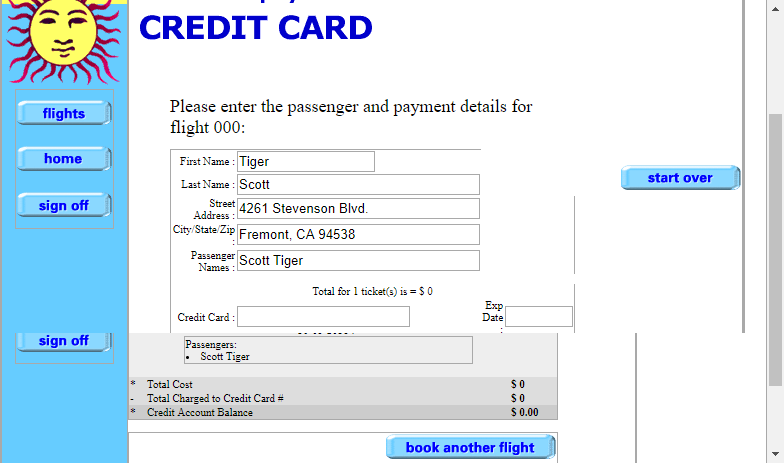 CREDIT CARD
flights
home
sign off
Please enter the passenger and payment details for
flight 000:
start over
First Name : Tiger
Last Name : Scott
Street
Address : 4261 Stevenson Blvd.
City/State/Zip
: Fremont, CA 94538
Passenger
Names : Scott Tiger
Total for 1 ticket(s) is = $ 0
Credit Card :
Exp
Date
:
sign off
Passengers:
• Scott Tiger
* Total Cost $ 0
- Total Charged to Credit Card # $ 0
* Credit Account Balance $ 0.00
book another flight